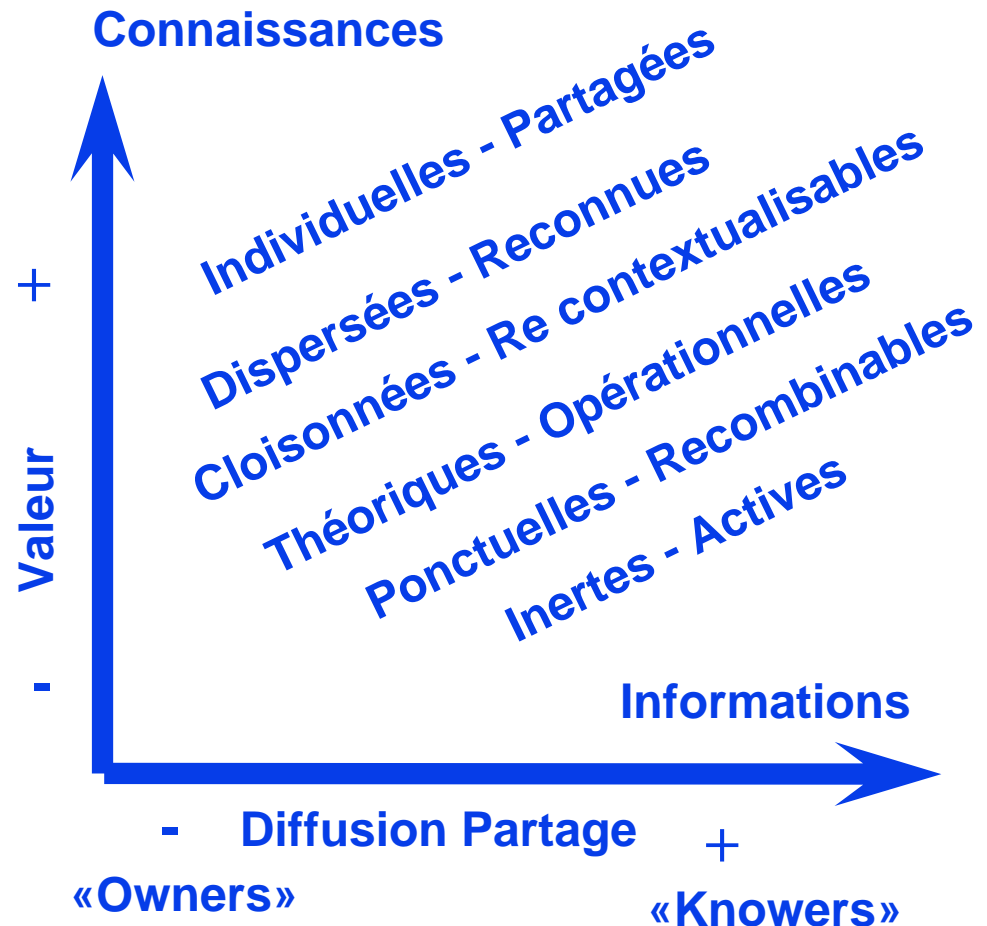 Connaissances
Individuelles - Partagées
Dispersées - Reconnues
Cloisonnées - Re contextualisables
Théoriques - Opérationnelles
Ponctuelles - Recombinables
Inertes - Actives
+
Valeur
-
Informations
- Diffusion Partage +
«Owners» «Knowers»